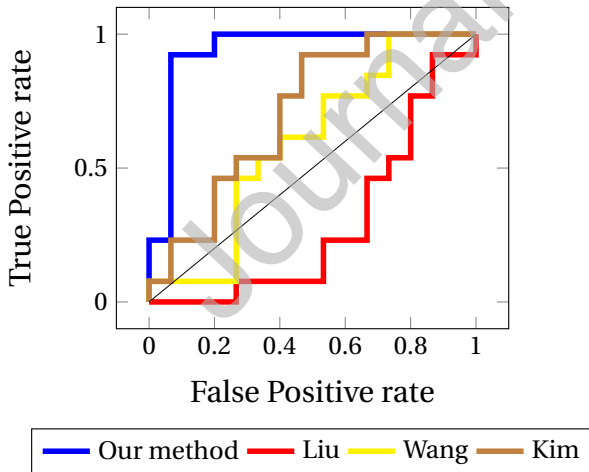 1
0.5
0
True Positive rate
0 0.2 0.4 0.6 0.8 1
False Positive rate
Our method Liu Wang Kim
Journal